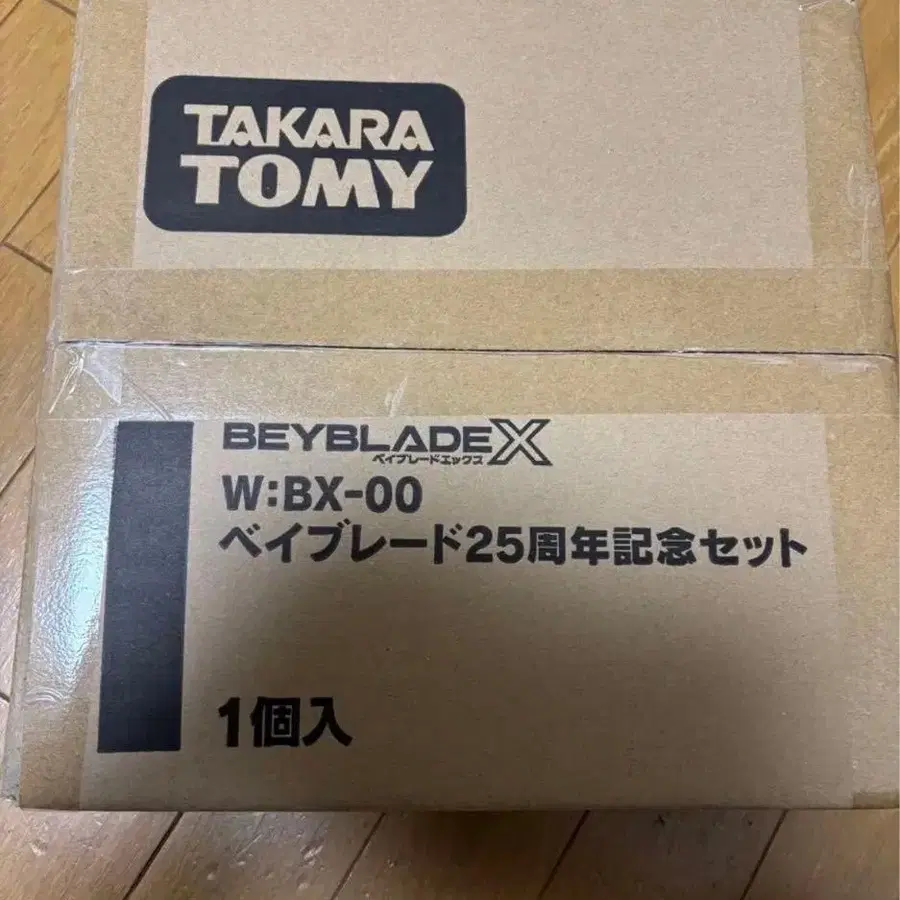 TAKARA
TOMY
BEYBLADE X
ベイブレードエックス
W:BX-00
ベイブレード25周年記念セット
1個入